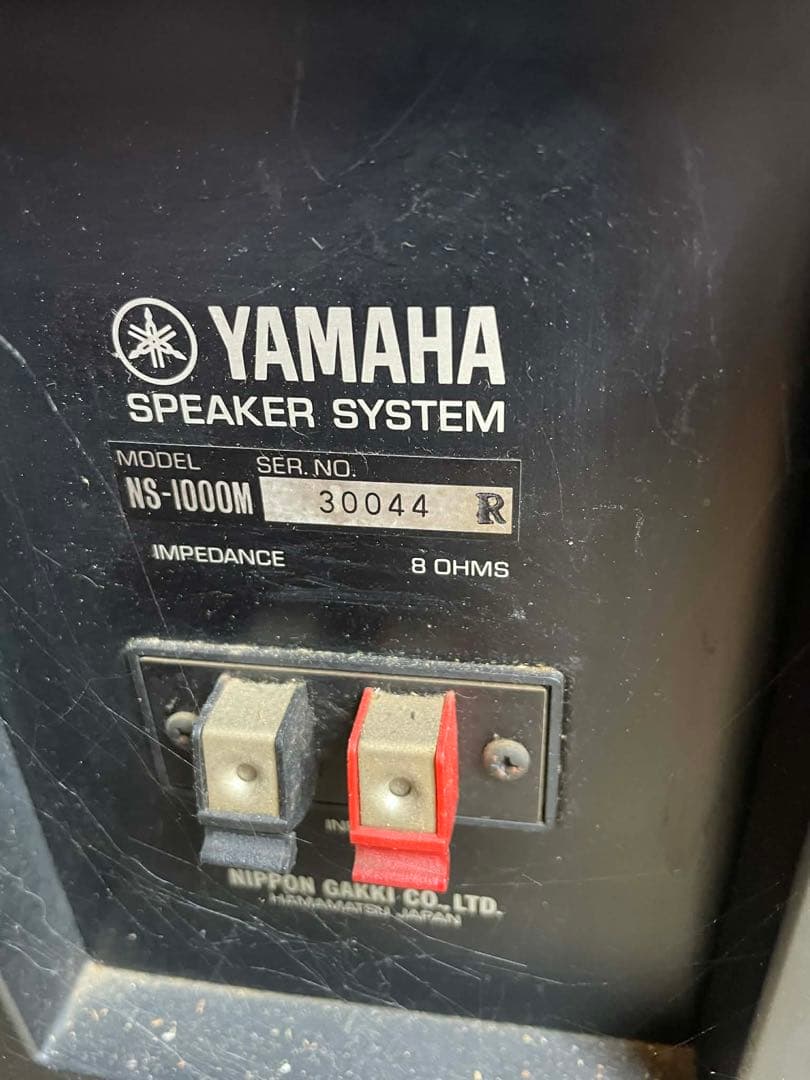 YAMAHA
SPEAKER SYSTEM
MODEL SER. NO.
NS-1000M 30044 R
IMPEDANCE 8 OHMS
NIPPON GAKKI CO., LTD.
HAMAMATSU JAPAN